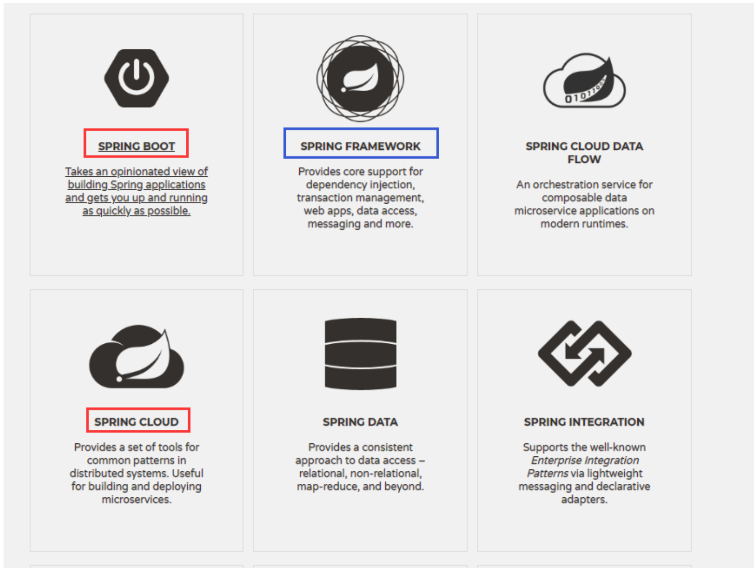 SPRING BOOT
Takes an opinionated view of
building Spring applications
and gets you up and running
as quickly as possible.
SPRING FRAMEWORK
Provides core support for
dependency injection,
transaction management,
web apps, data access,
messaging and more.
SPRING CLOUD DATA
FLOW
An orchestration service for
composable data
microservice applications on
modern runtimes.
SPRING CLOUD
Provides a set of tools for
common patterns in
distributed systems. Useful
for building and deploying
microservices.
SPRING DATA
Provides a consistent
approach to data access –
relational, non-relational,
map-reduce, and beyond.
SPRING INTEGRATION
Supports the well-known
Enterprise Integration
Patterns via lightweight
messaging and declarative
adapters.